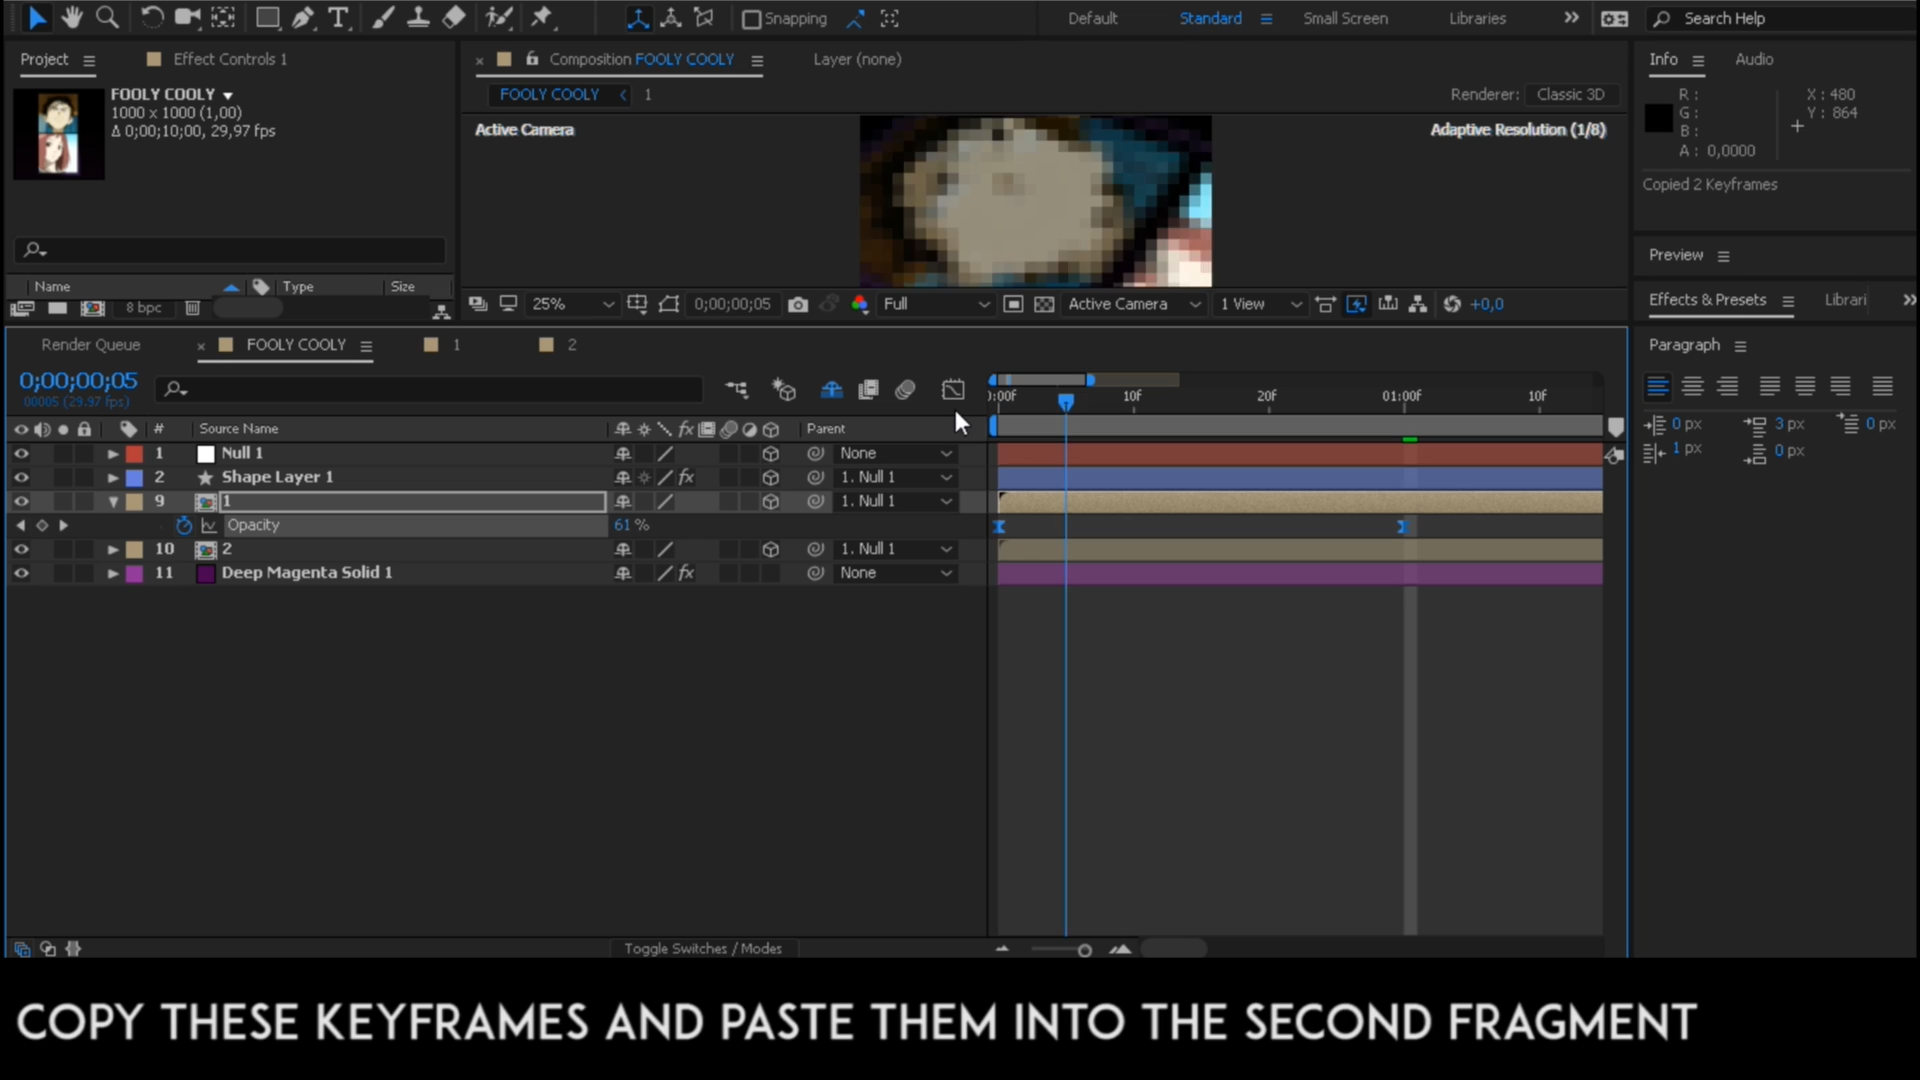 T
Snapping
Default
Standard
Small Screen
Libraries
Search Help
Project
Effect Controls 1
Composition FOOLY COOLY
Layer (none)
Info
Audio
FOOLY COOLY
1000 x 1000 (1,00)
Δ 0;00;10;00, 29,97 fps
FOOLY COOLY
1
Renderer: Classic 3D
R :
G :
B :
A : 0,0000
X : 480
Y : 864
Active Camera
Adaptive Resolution (1/8)
Copied 2 Keyframes
Preview
Name
Type
Size
8 bpc
25%
0;00;00;05
Full
Active Camera
1 View
+0,0
Effects & Presets
Librari
Render Queue
FOOLY COOLY
1
2
Paragraph
0;00;00;05
00005 (29.97 fps)
):00f
10f
20f
01:00f
10f
# Source Name
fx
Parent
0 px
3 px
0 px
1 px
0 px
1 Null 1
None
2 Shape Layer 1
fx
1. Null 1
9 1
1. Null 1
Opacity
61 %
10 2
1. Null 1
11 Deep Magenta Solid 1
fx
None
Toggle Switches / Modes
COPY THESE KEYFRAMES AND PASTE THEM INTO THE SECOND FRAGMENT